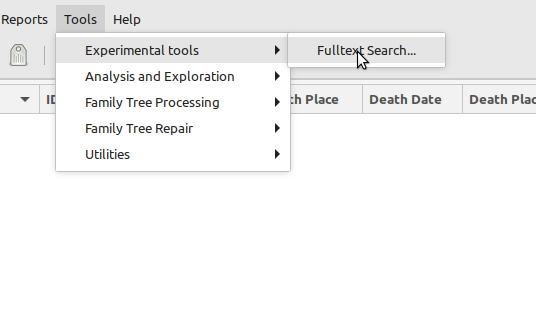 Reports Tools Help
Experimental tools Fulltext Search...
Analysis and Exploration
ID th Place Death Date Death Plac
Family Tree Processing
Family Tree Repair
Utilities